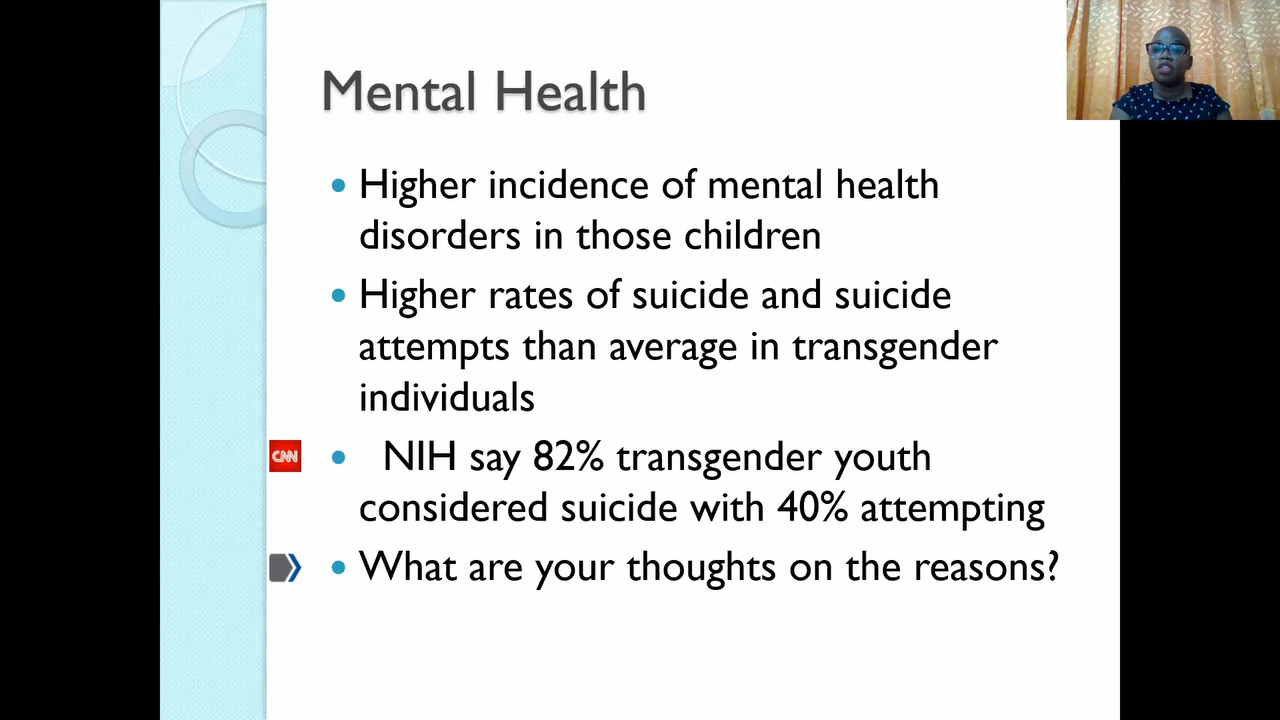 Mental Health
• Higher incidence of mental health
disorders in those children
• Higher rates of suicide and suicide
attempts than average in transgender
individuals
CNN • NIH say 82% transgender youth
considered suicide with 40% attempting
• What are your thoughts on the reasons?